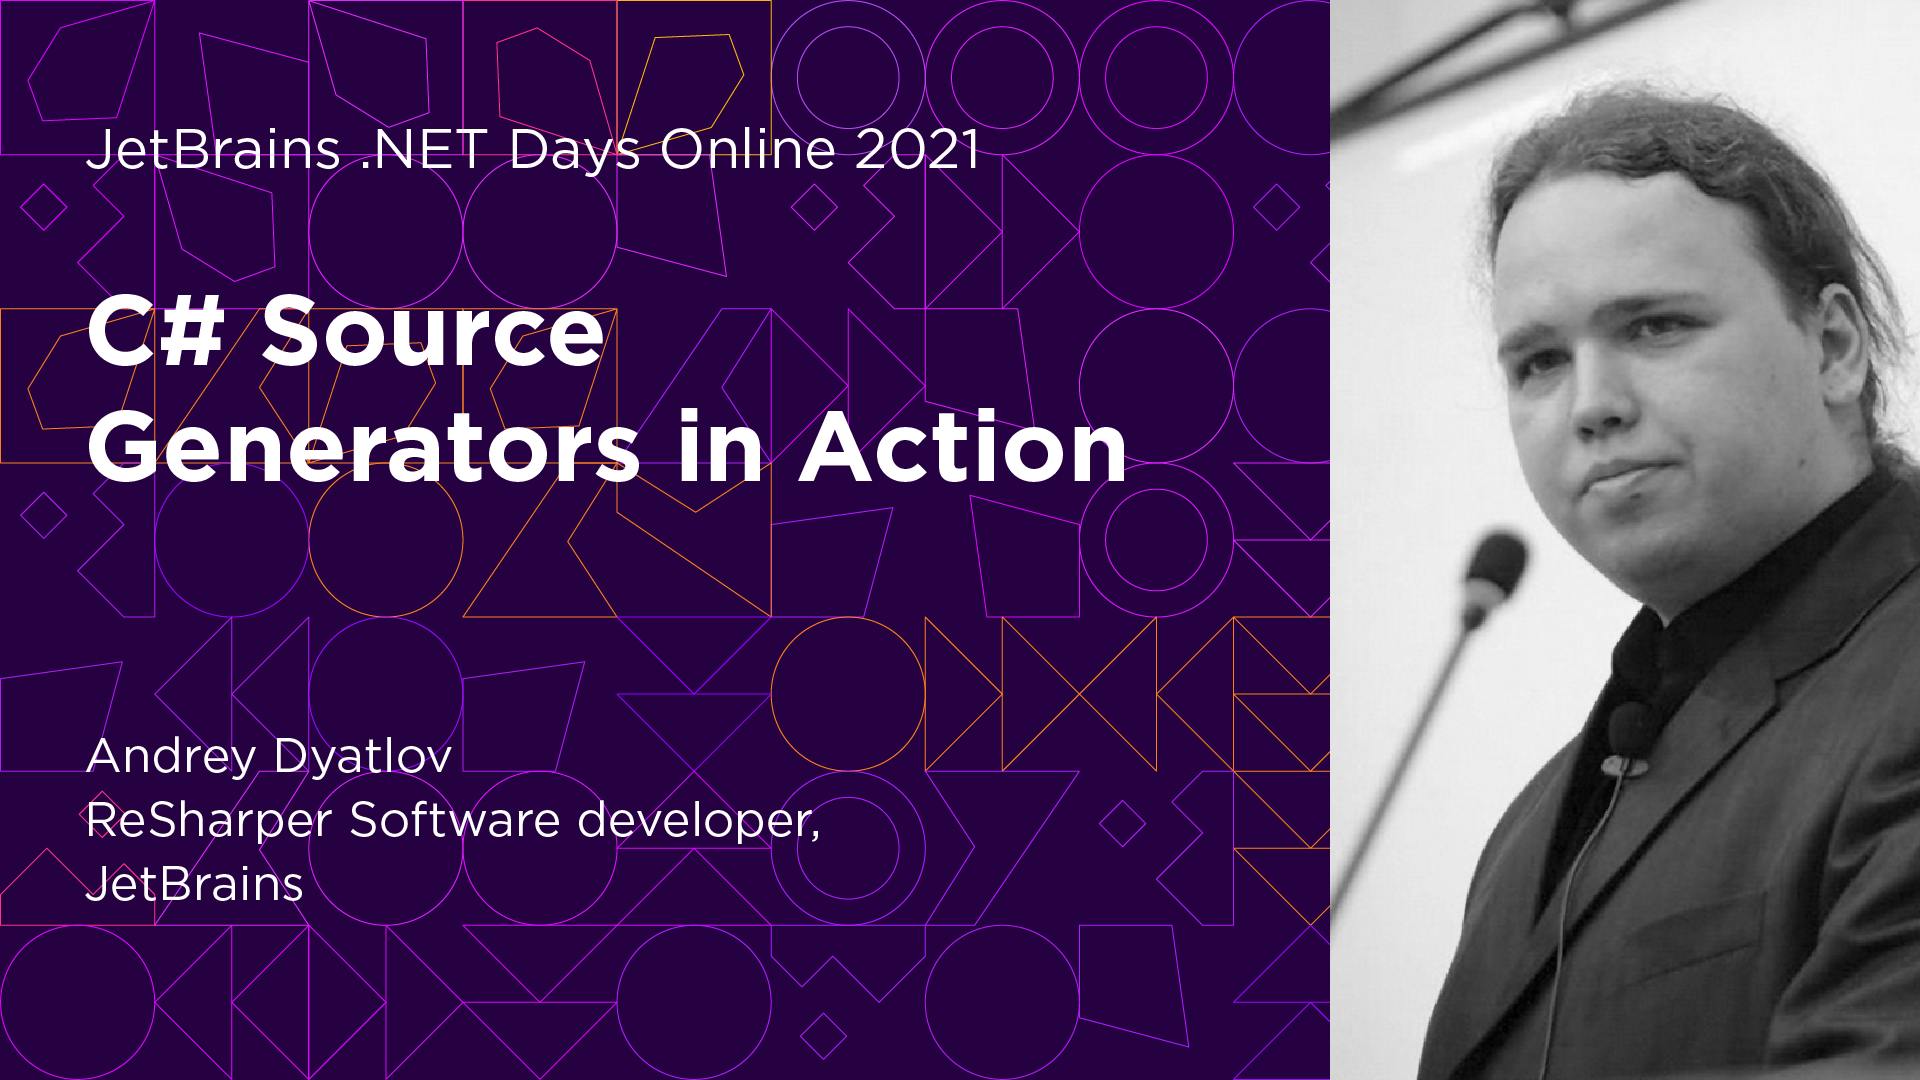 JetBrains .NET Days Online 2021
C# Source
Generators in Action
Andrey Dyatlov
ReSharper Software developer,
JetBrains